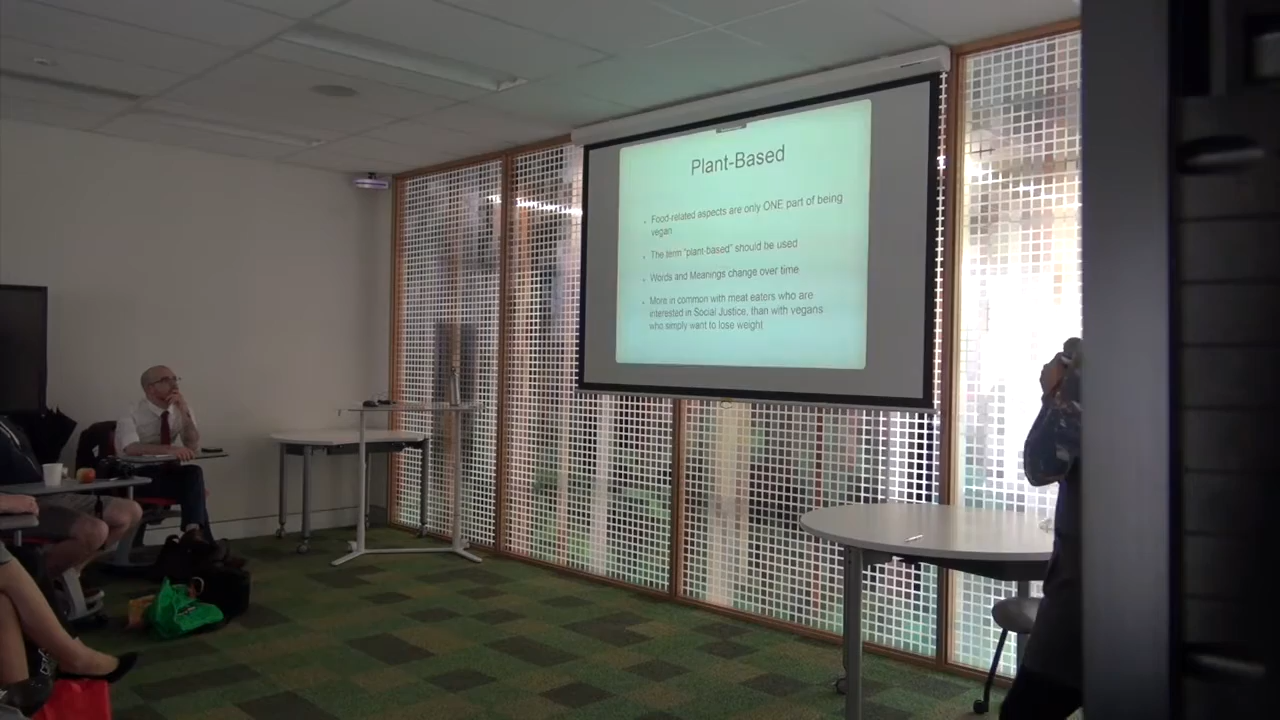 Plant-Based
Food-related aspects are only ONE part of being
vegan
The term "plant-based" should be used
Words and Meanings change over time
More in common with meat eaters who are
interested in Social Justice, than with vegans
who simply want to lose weight